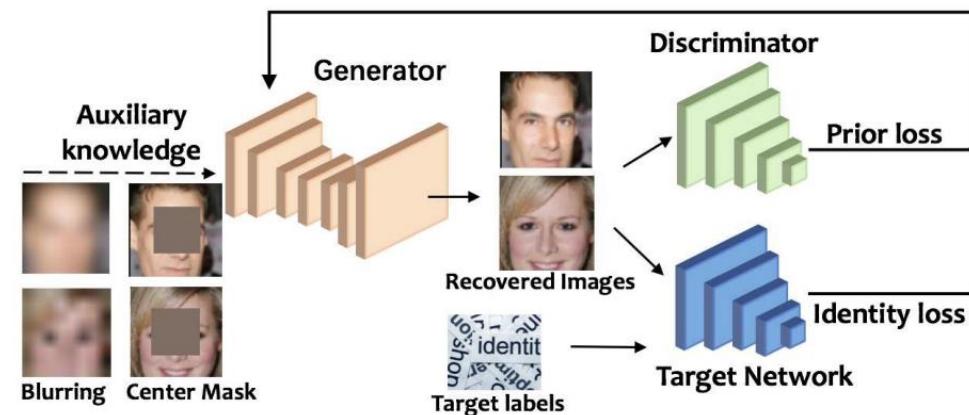 Discriminator
Generator
Auxiliary
knowledge
Prior loss
Recovered Images
identit
Identity loss
Blurring
Center Mask
Target labels
Target Network